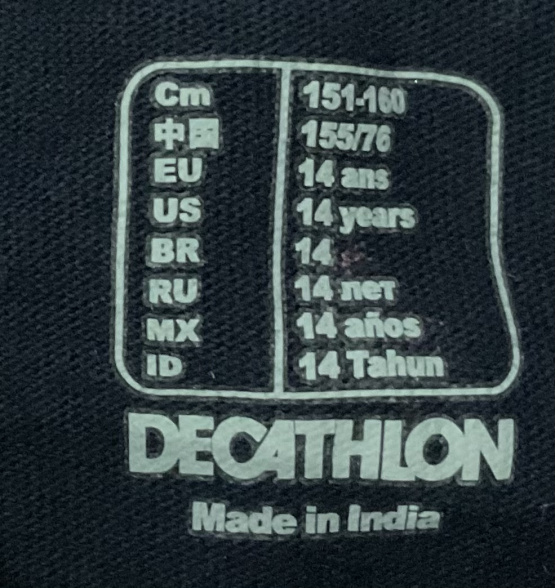 Cm 151-160
中国 155/76
EU 14 ans
US 14 years
BR 14
RU 14 лет
MX 14 años
ID 14 Tahun
DECATHLON
Made in India